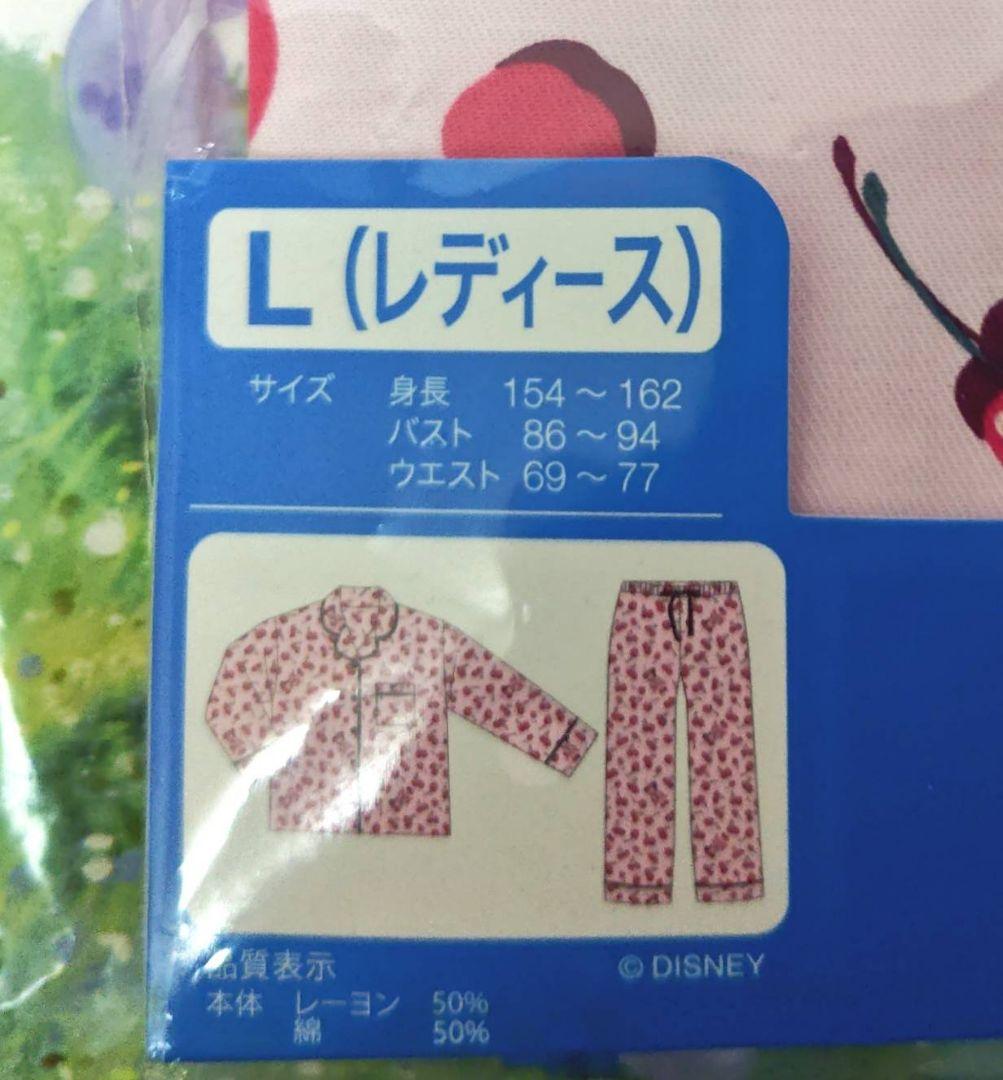 L (レディース)
サイズ 身長 154～162
バスト 86～94
ウエスト 69～77
品質表示
© DISNEY
本体 レーヨン 50%
綿 50%